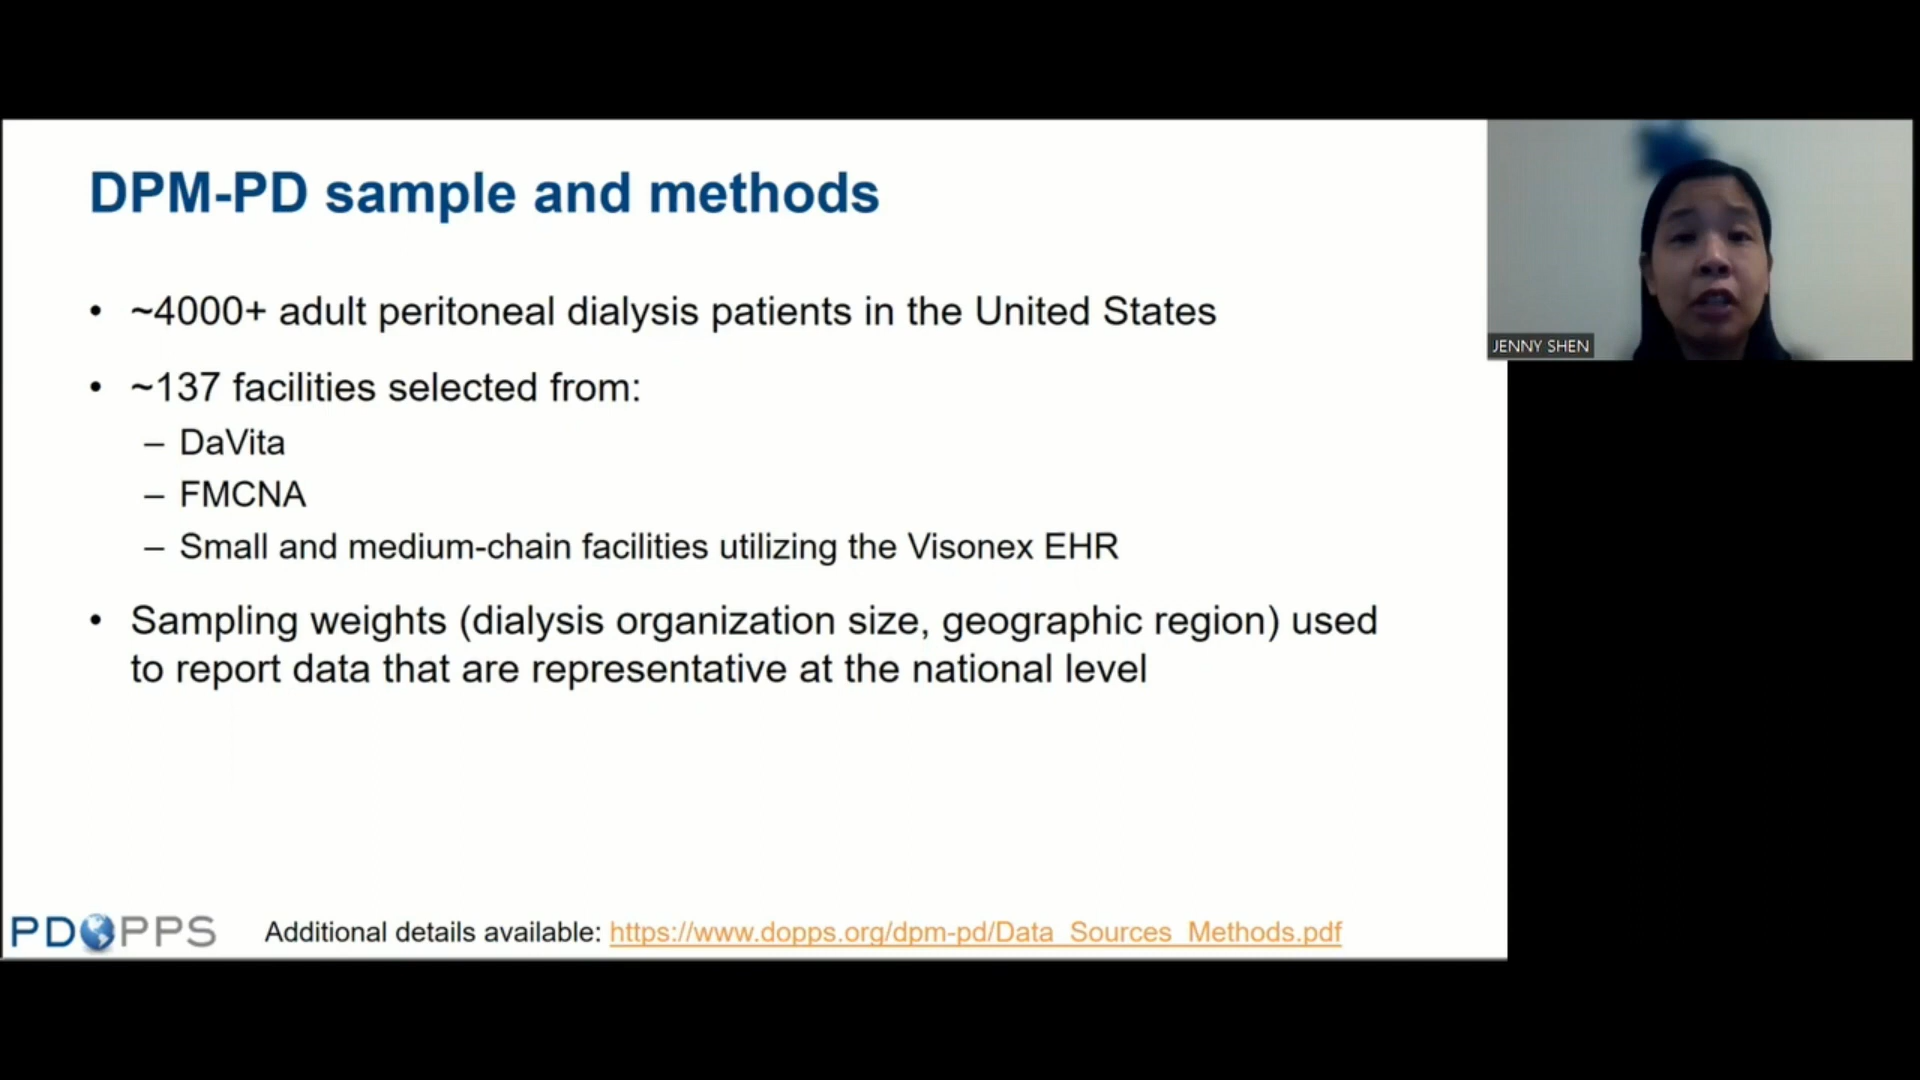 DPM-PD sample and methods
• ~4000+ adult peritoneal dialysis patients in the United States
• ~137 facilities selected from:
– DaVita
– FMCNA
– Small and medium-chain facilities utilizing the Visonex EHR
• Sampling weights (dialysis organization size, geographic region) used
to report data that are representative at the national level
JENNY SHEN
PDOPPS
Additional details available: https://www.dopps.org/dpm-pd/Data_Sources_Methods.pdf